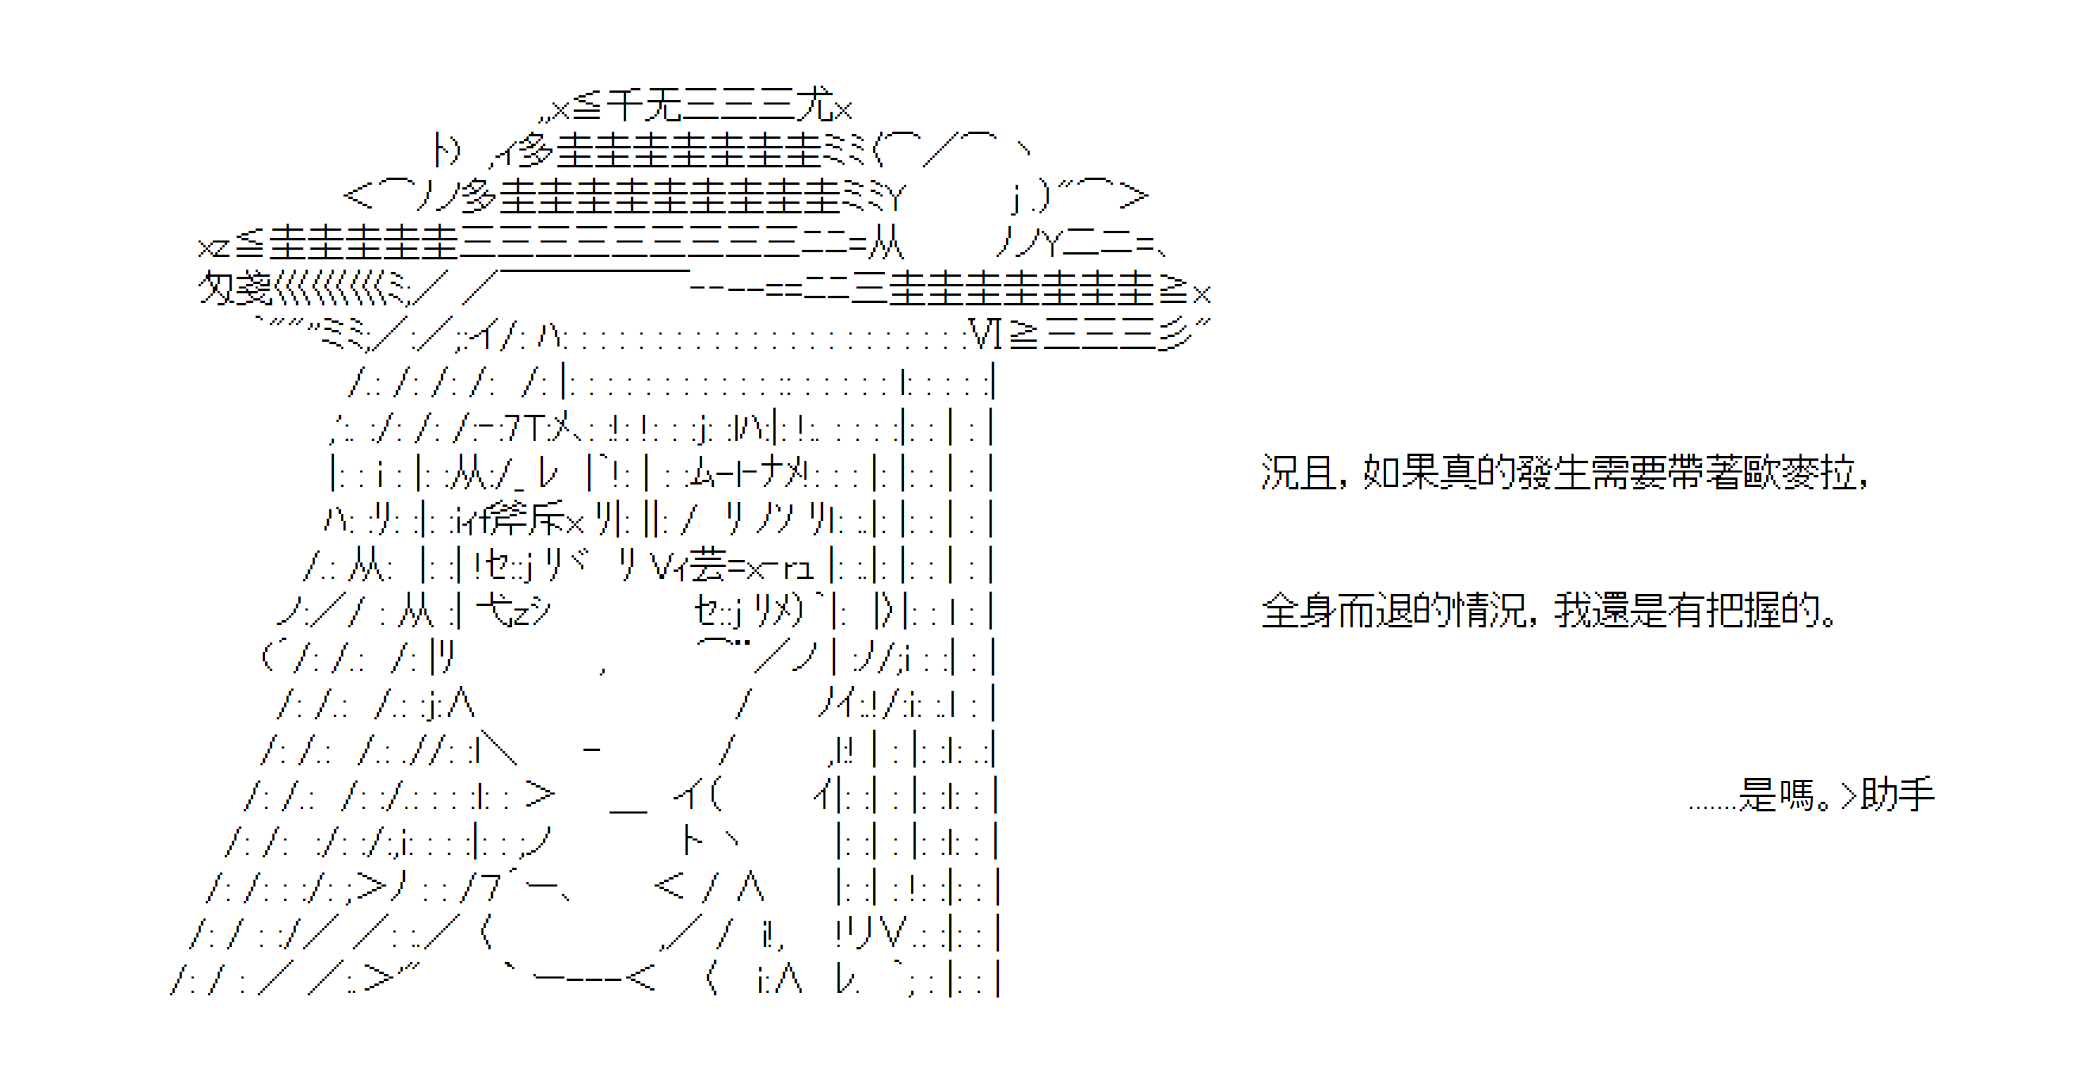 況且，如果真的發生需要帶著歐麥拉，
全身而退的情況，我還是有把握的。
.......是嗎。>助手